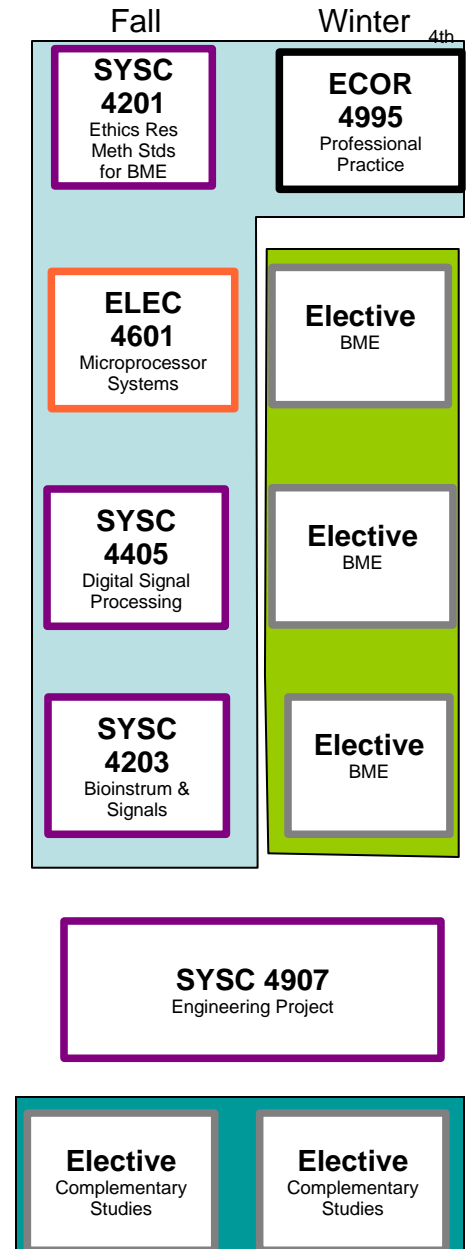 Fall
Winter
4th
SYSC
4201
Ethics Res
Meth Stds
for BME
ECOR
4995
Professional
Practice
ELEC
4601
Microprocessor
Systems
Elective
BME
SYSC
4405
Digital Signal
Processing
Elective
BME
SYSC
4203
Bioinstrum &
Signals
Elective
BME
SYSC 4907
Engineering Project
Elective
Complementary
Studies
Elective
Complementary
Studies